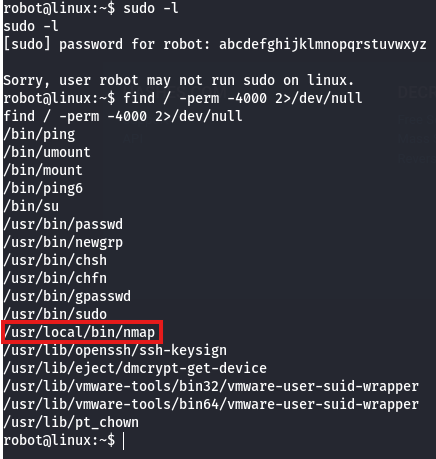 robot@linux:~$ sudo -l
sudo -l
[sudo] password for robot: abcdefghijklmnopqrstuvwxyz

Sorry, user robot may not run sudo on linux.
robot@linux:~$ find / -perm -4000 2>/dev/null
find / -perm -4000 2>/dev/null
/bin/ping
/bin/umount
/bin/mount
/bin/ping6
/bin/su
/usr/bin/passwd
/usr/bin/newgrp
/usr/bin/chsh
/usr/bin/chfn
/usr/bin/gpasswd
/usr/bin/sudo
/usr/local/bin/nmap
/usr/lib/openssh/ssh-keysign
/usr/lib/eject/dmcrypt-get-device
/usr/lib/vmware-tools/bin32/vmware-user-suid-wrapper
/usr/lib/vmware-tools/bin64/vmware-user-suid-wrapper
/usr/lib/pt_chown
robot@linux:~$